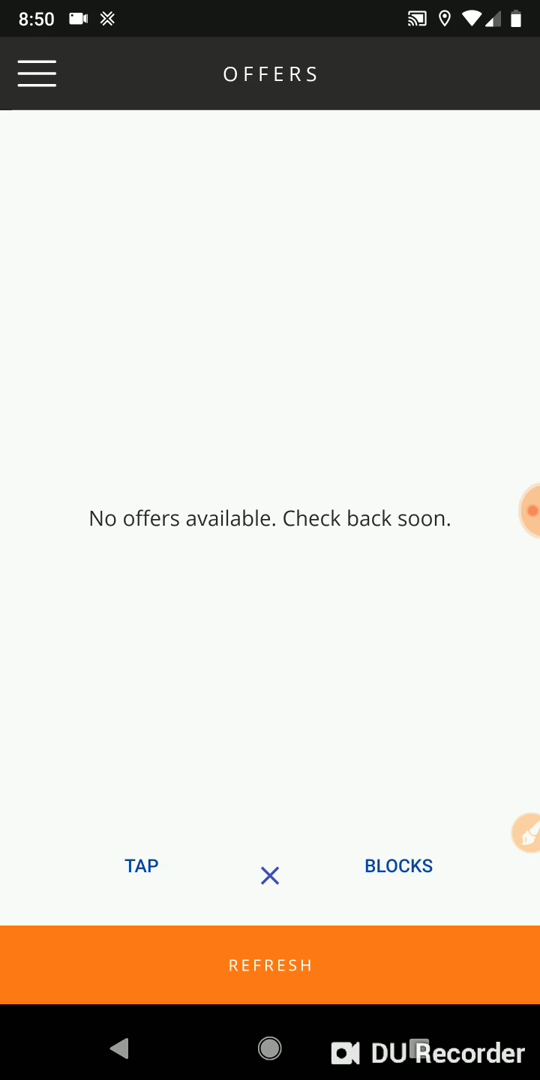 8:50
OFFERS
No offers available. Check back soon.
TAP
BLOCKS
REFRESH
DU Recorder